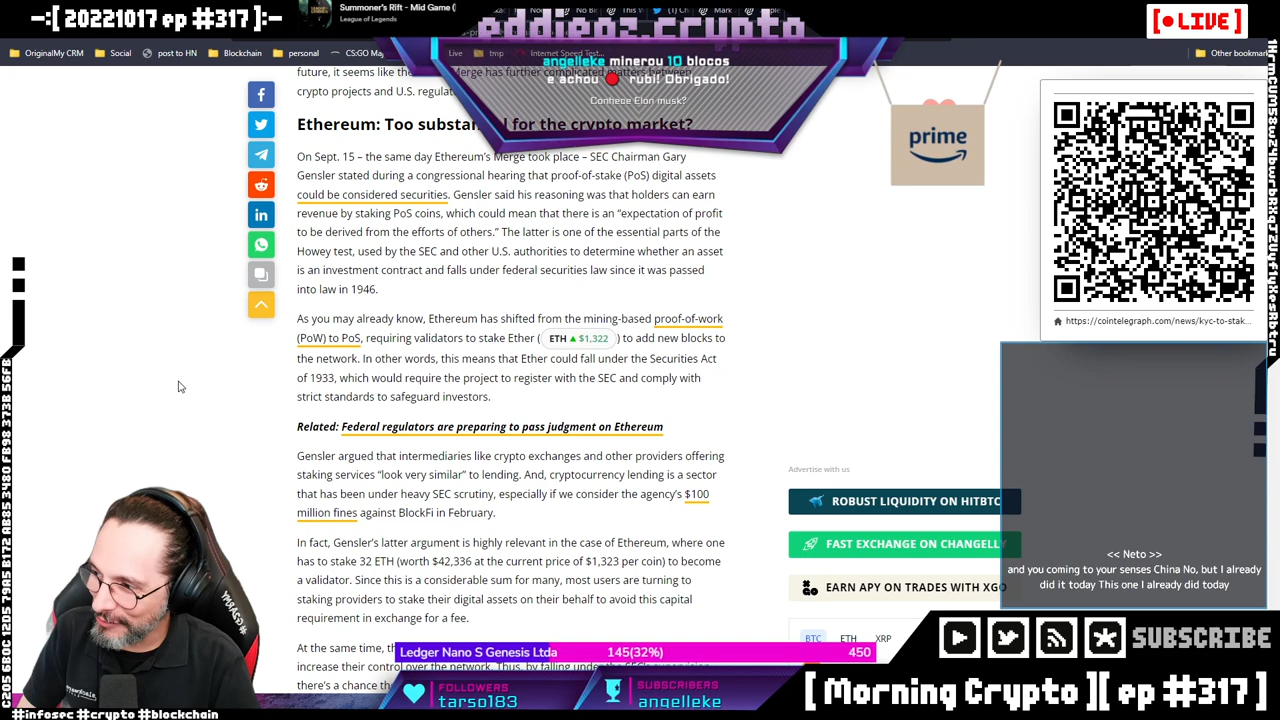 -:[ 20221017 ep #317]:-
Summoner's Rift - Mid Game (
League of Legends
eddieoz.crypto
[● LIVE]
OriginalMy CRM
Social
post to HN
Blockchain
personal
Live
tmp
Internet Speed Test...
Other bookmar
angelleke minerou 10 blocos
e achou rubi! Obrigado!
Conhece Elon musk?
crypto projects and U.S. regulat
Ethereum: Too substan l for the crypto market?
On Sept. 15 – the same day Ethereum's Merge took place – SEC Chairman Gary
Gensler stated during a congressional hearing that proof-of-stake (PoS) digital assets
could be considered securities. Gensler said his reasoning was that holders can earn
revenue by staking PoS coins, which could mean that there is an “expectation of profit
to be derived from the efforts of others.” The latter is one of the essential parts of the
Howey test, used by the SEC and other U.S. authorities to determine whether an asset
is an investment contract and falls under federal securities law since it was passed
into law in 1946.
As you may already know, Ethereum has shifted from the mining-based proof-of-work
(PoW) to PoS, requiring validators to stake Ether ( ETH ▲ $1,322 ) to add new blocks to
the network. In other words, this means that Ether could fall under the Securities Act
of 1933, which would require the project to register with the SEC and comply with
strict standards to safeguard investors.
Related: Federal regulators are preparing to pass judgment on Ethereum
Gensler argued that intermediaries like crypto exchanges and other providers offering
staking services “look very similar” to lending. And, cryptocurrency lending is a sector
that has been under heavy SEC scrutiny, especially if we consider the agency's $100
million fines against BlockFi in February.
In fact, Gensler's latter argument is highly relevant in the case of Ethereum, where one
has to stake 32 ETH (worth $42,336 at the current price of $1,323 per coin) to become
a validator. Since this is a considerable sum for many, most users are turning to
staking providers to stake their digital assets on their behalf to avoid this capital
requirement in exchange for a fee.
At the same time, th
increase their control over the network. Thus, by falling under the SEC's
there's a chance tha
prime
https://cointelegraph.com/news/kyc-to-stak...
Advertise with us
ROBUST LIQUIDITY ON HITBTC
FAST EXCHANGE ON CHANGELLY
EARN APY ON TRADES WITH XGO
BTC ETH XRP
<< Neto >>
and you coming to your senses China No, but I already
did it today This one I already did today
Ledger Nano S Genesis Ltda 145(32%) 450
FOLLOWERS
tarso183
SUBSCRIBERS
angelleke
SUBSCRIBE
[ Morning Crypto ][ ep #317 ]
#infosec #crypto #blockchain